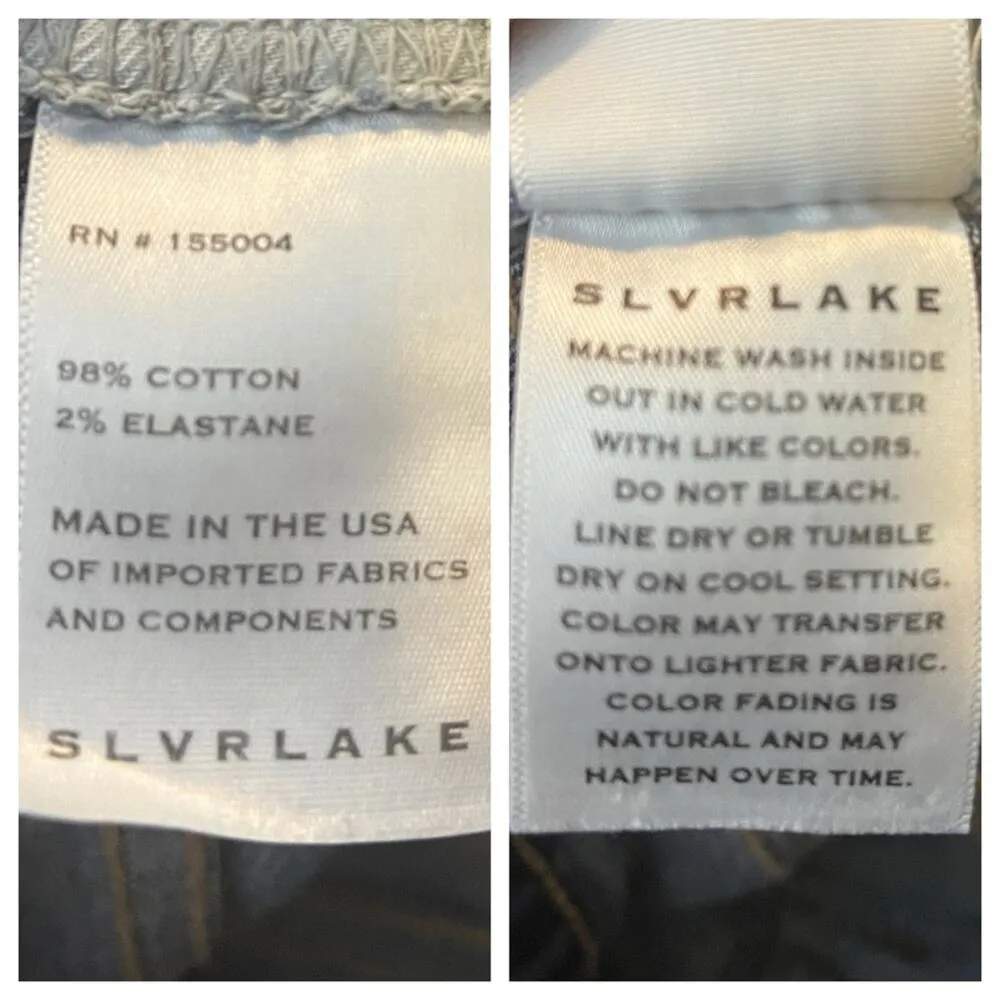 RN # 155004
98% COTTON
2% ELASTANE
MADE IN THE USA
OF IMPORTED FABRICS
AND COMPONENTS
SLVRLAKE
SLVRLAKE
MACHINE WASH INSIDE
OUT IN COLD WATER
WITH LIKE COLORS.
DO NOT BLEACH.
LINE DRY OR TUMBLE
DRY ON COOL SETTING.
COLOR MAY TRANSFER
ONTO LIGHTER FABRIC.
COLOR FADING IS
NATURAL AND MAY
HAPPEN OVER TIME.